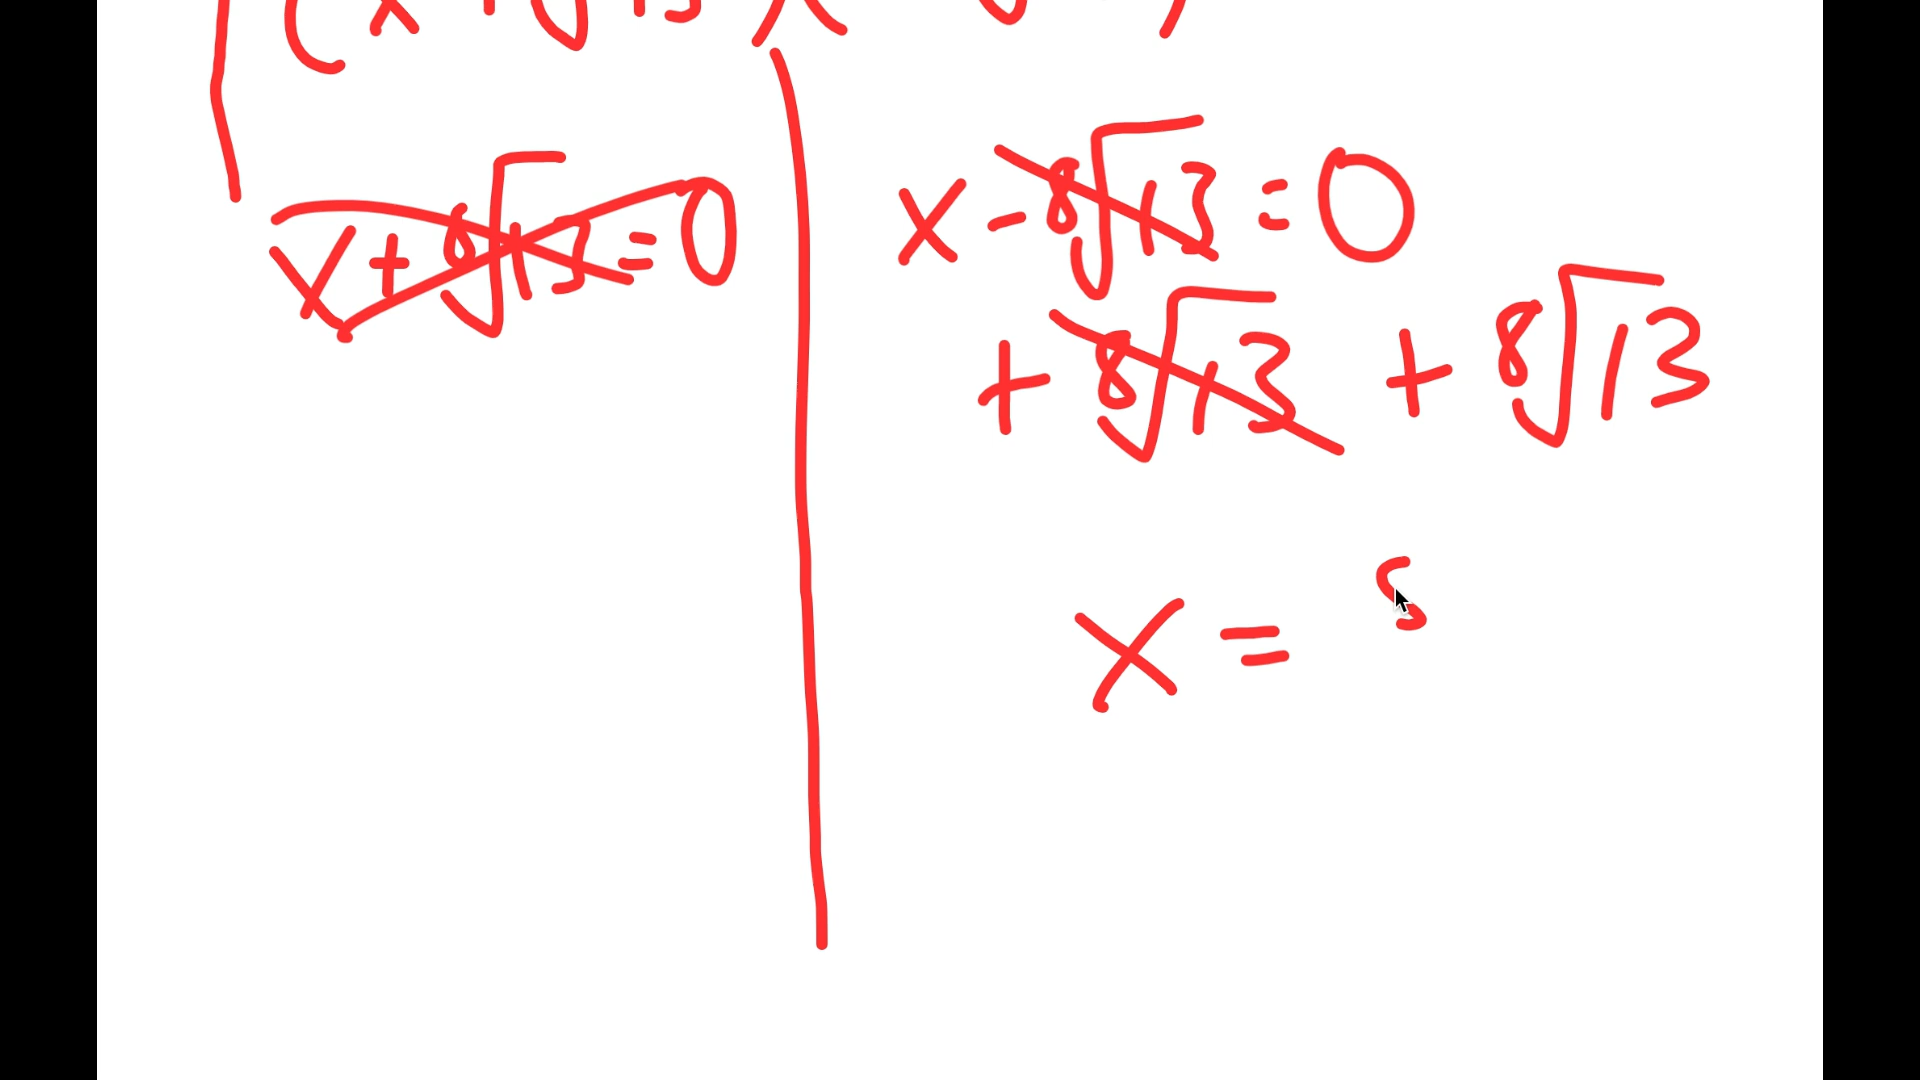 x + 8√13 = 0
x - 8√13 = 0
+ 8√13 + 8√13
x =